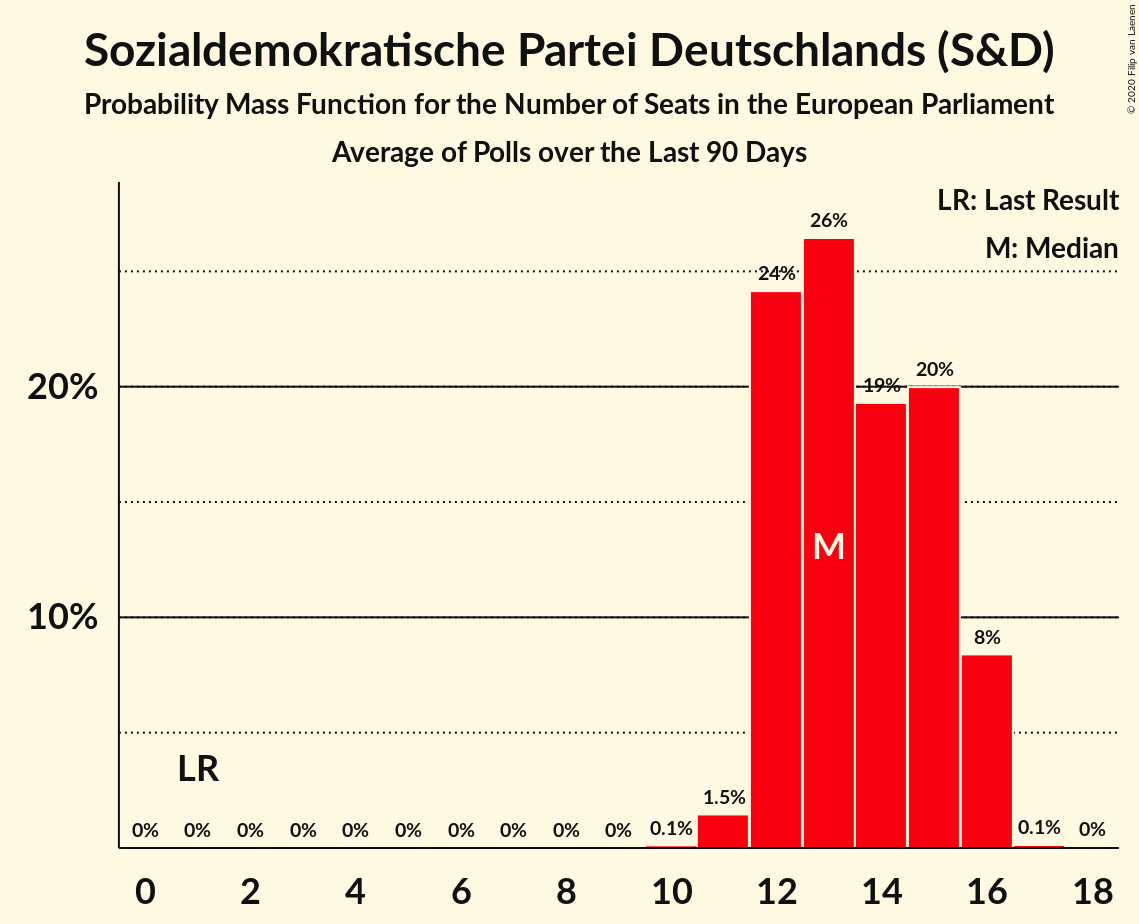 Sozialdemokratische Partei Deutschlands (S&D)
Probability Mass Function for the Number of Seats in the European Parliament
Average of Polls over the Last 90 Days
© 2020 Filip van Laenen
LR: Last Result
M: Median
26%
24%
20%
20%
19%
M
10%
8%
LR
1.5%
0% 0% 0% 0% 0% 0% 0% 0% 0% 0% 0.1% 0.1% 0%
0 2 4 6 8 10 12 14 16 18